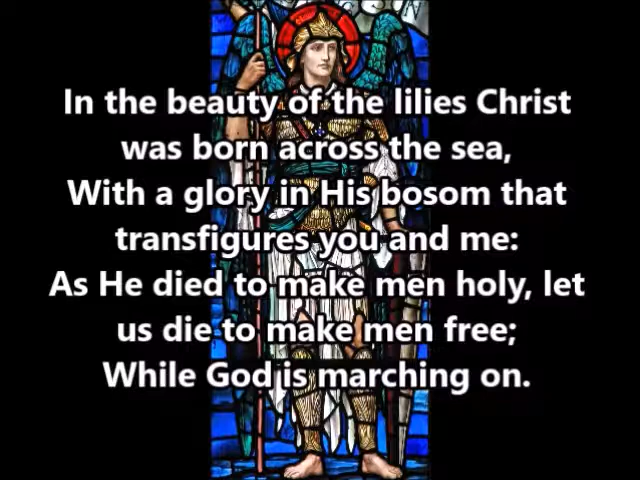 In the beauty of the lilies Christ
was born across the sea,
With a glory in His bosom that
transfigures you and me:
As He died to make men holy, let
us die to make men free;
While God is marching on.